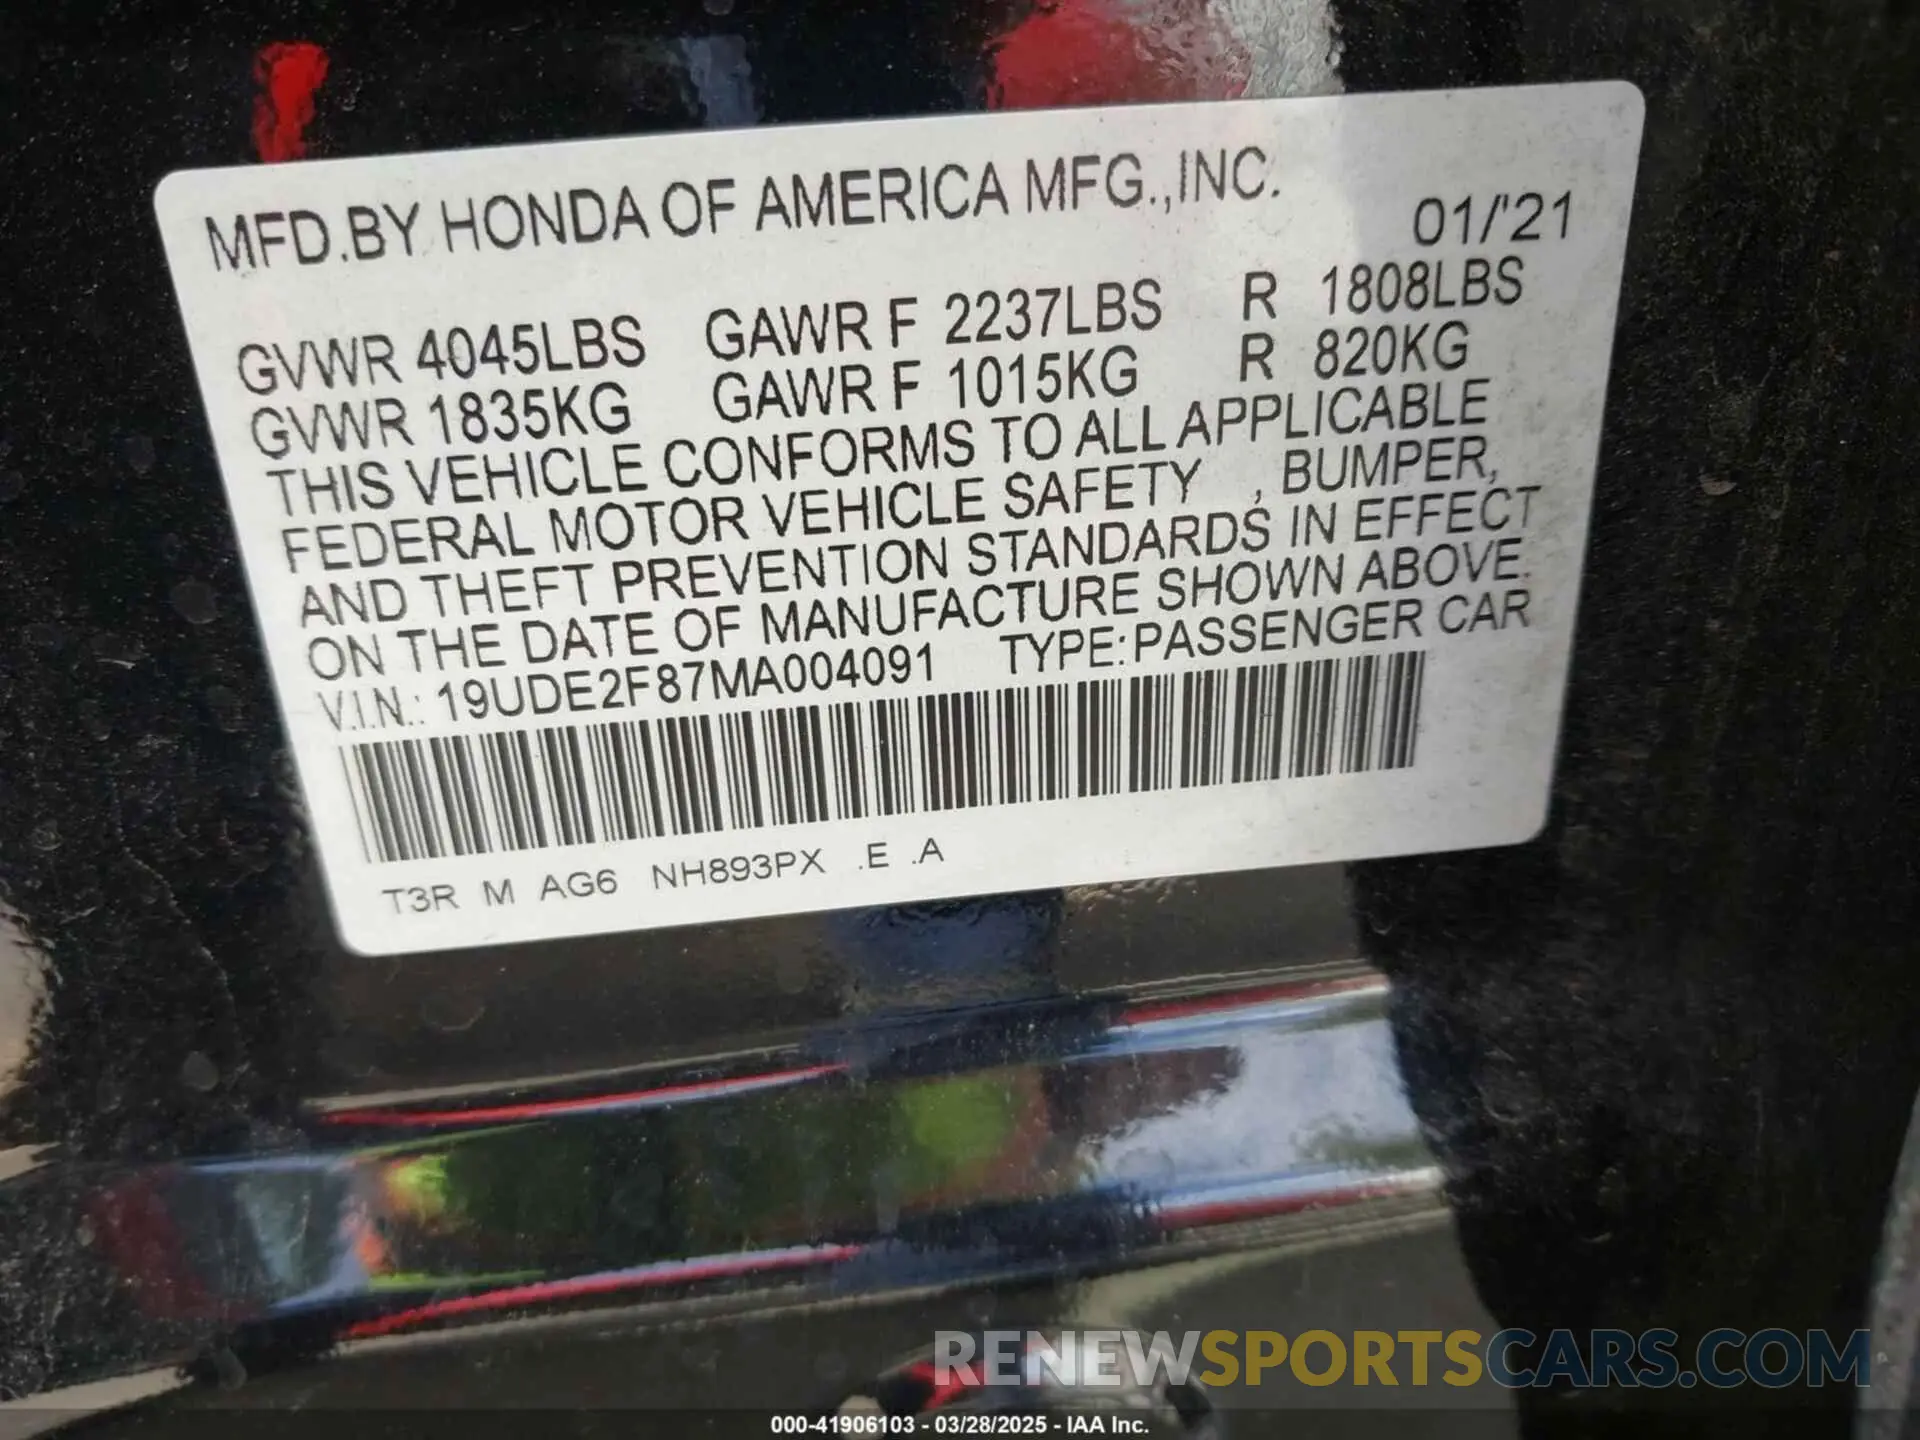 MFD.BY HONDA OF AMERICA MFG.,INC.
01/'21
GVWR 4045LBS GAWR F 2237LBS R 1808LBS
GVWR 1835KG GAWR F 1015KG R 820KG
THIS VEHICLE CONFORMS TO ALL APPLICABLE
FEDERAL MOTOR VEHICLE SAFETY , BUMPER,
AND THEFT PREVENTION STANDARDS IN EFFECT
ON THE DATE OF MANUFACTURE SHOWN ABOVE.
V.I.N.: 19UDE2F87MA004091 TYPE:PASSENGER CAR
T3R M AG6 NH893PX .E .A
RENEWSPORTSCARS.COM
000-41906103 - 03/28/2025 - IAA Inc.